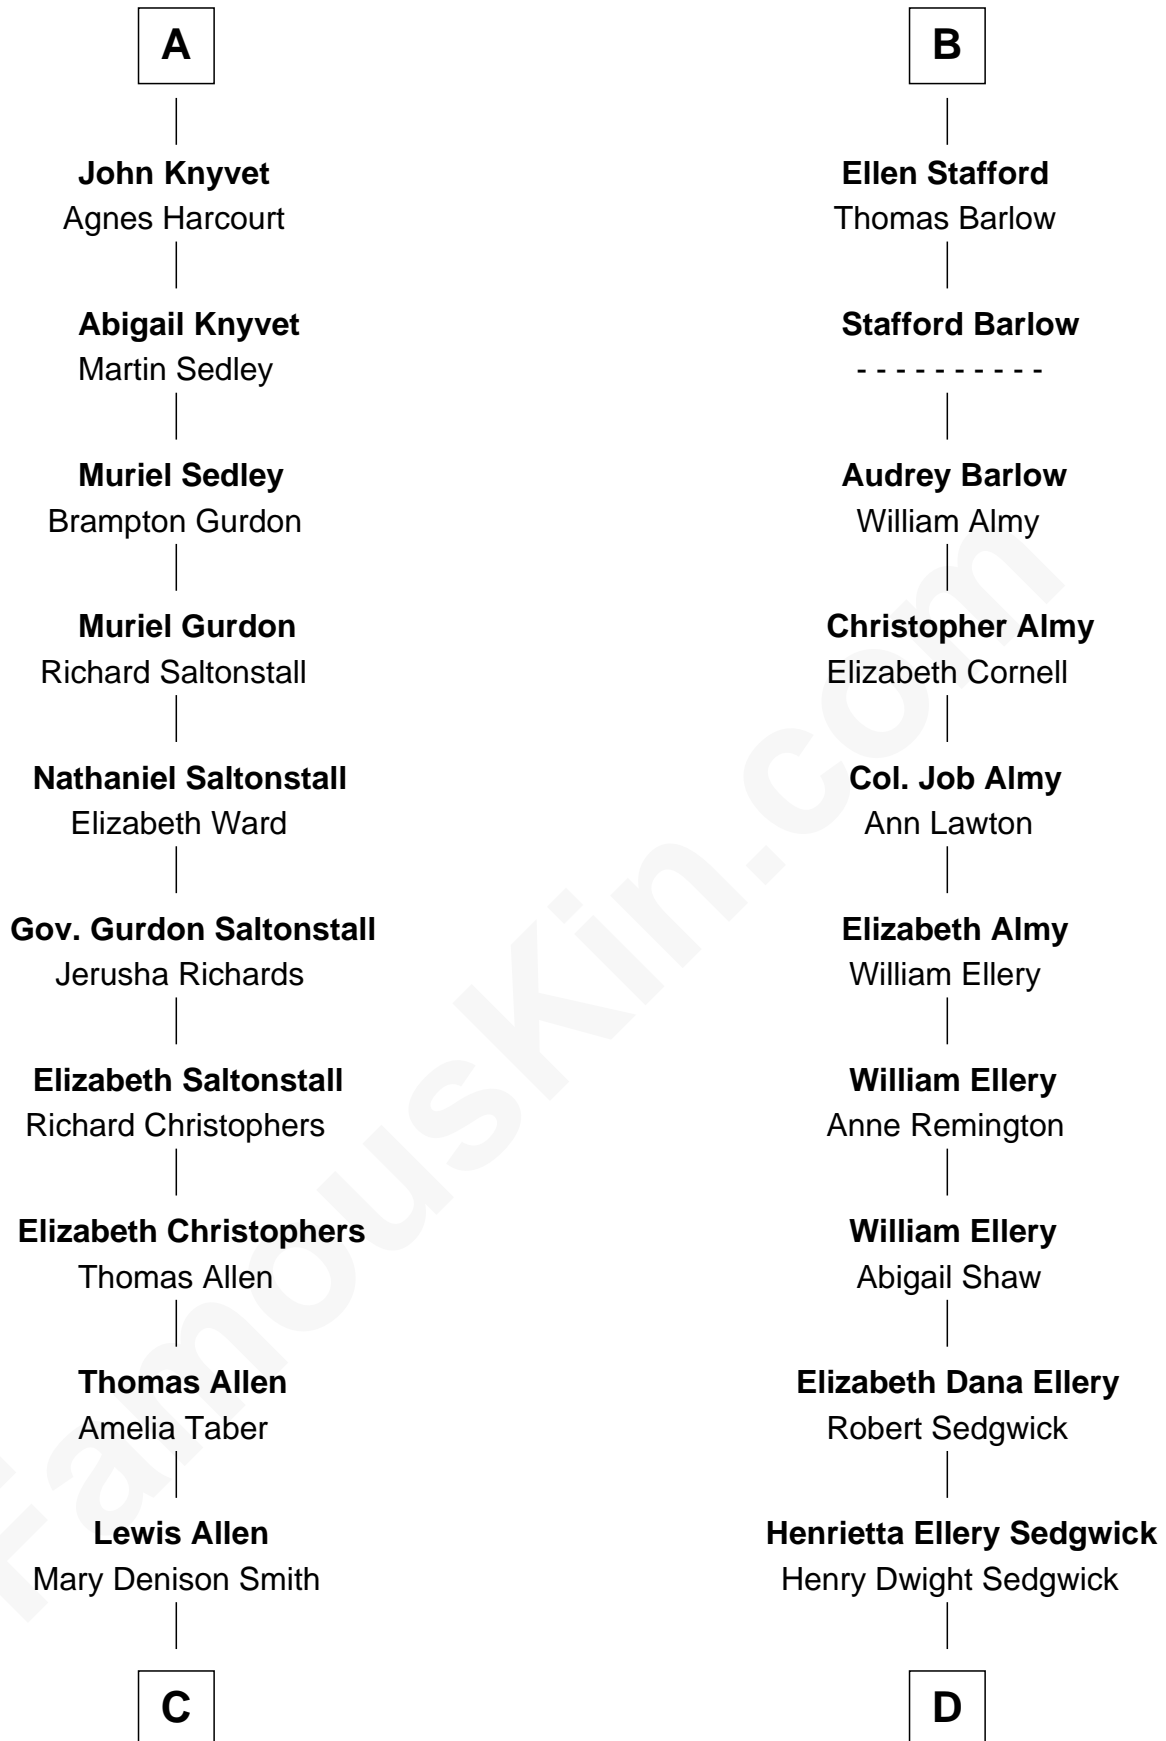 A
John Knyvet
Agnes Harcourt
Abigail Knyvet
Martin Sedley
Muriel Sedley
Brampton Gurdon
Muriel Gurdon
Richard Saltonstall
Nathaniel Saltonstall
Elizabeth Ward
Gov. Gurdon Saltonstall
Jerusha Richards
Elizabeth Saltonstall
Richard Christophers
Elizabeth Christophers
Thomas Allen
Thomas Allen
Amelia Taber
Lewis Allen
Mary Denison Smith
C
B
Ellen Stafford
Thomas Barlow
Stafford Barlow
- - - - - - - - - -
Audrey Barlow
William Almy
Christopher Almy
Elizabeth Cornell
Col. Job Almy
Ann Lawton
Elizabeth Almy
William Ellery
William Ellery
Anne Remington
William Ellery
Abigail Shaw
Elizabeth Dana Ellery
Robert Sedgwick
Henrietta Ellery Sedgwick
Henry Dwight Sedgwick
D
FamousKin.com